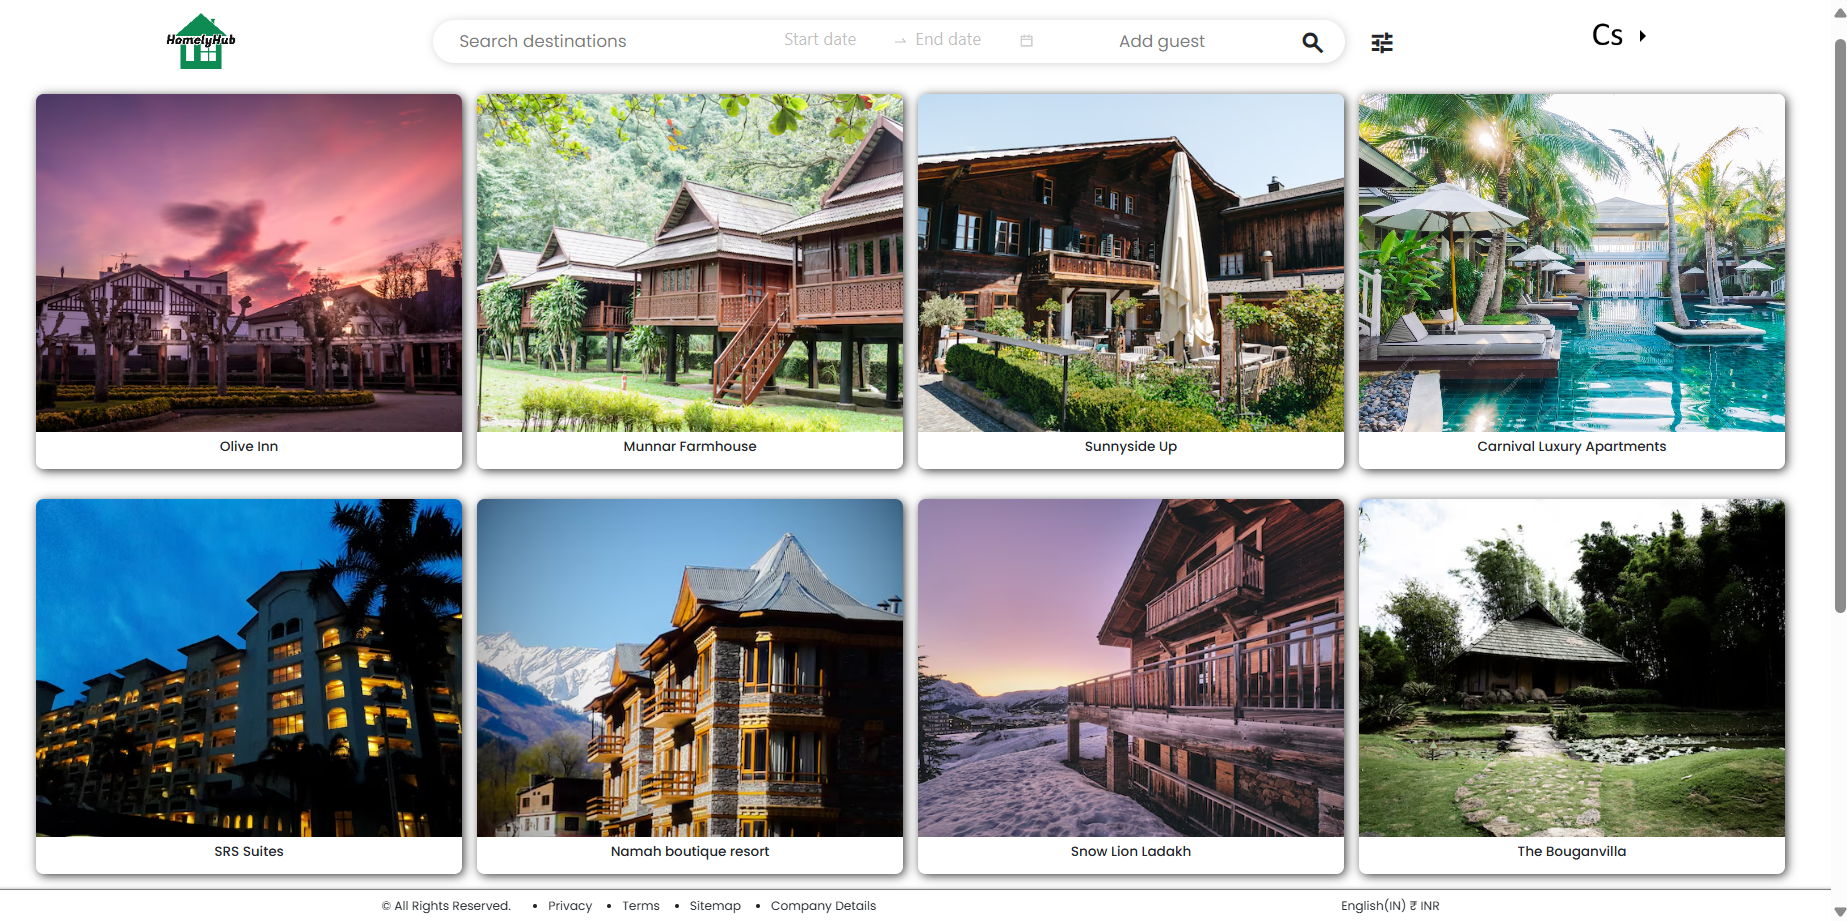 HomelyHub
Search destinations Start date End date Add guest
Cs
Olive Inn
Munnar Farmhouse
Sunnyside Up
Carnival Luxury Apartments
SRS Suites
Namah boutique resort
Snow Lion Ladakh
The Bouganvilla
© All Rights Reserved. • Privacy • Terms • Sitemap • Company Details
English(IN) ₹ INR